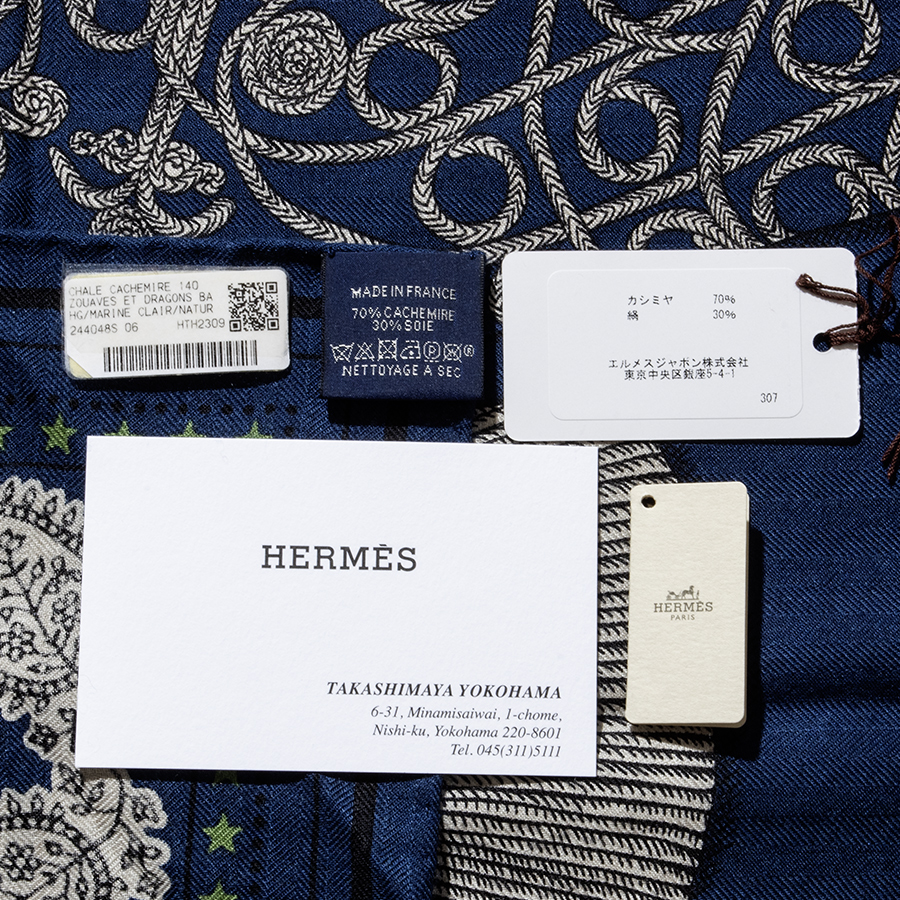 CHALE CACHEMIRE 140
ZOUAVES ET DRAGONS BA
HG/MARINE CLAIR/NATUR
244048S 06 HTH2309
MADE IN FRANCE
70% CACHEMIRE
30% SOIE
NETTOYAGE A SEC
カシミヤ 70%
絹 30%
エルメスジャポン株式会社
東京中央区銀座5-4-1
307
HERMÈS
TAKASHIMAYA YOKOHAMA
6-31, Minamisaiwai, 1-chome,
Nishi-ku, Yokohama 220-8601
Tel. 045(311)5111
HERMÈS
PARIS